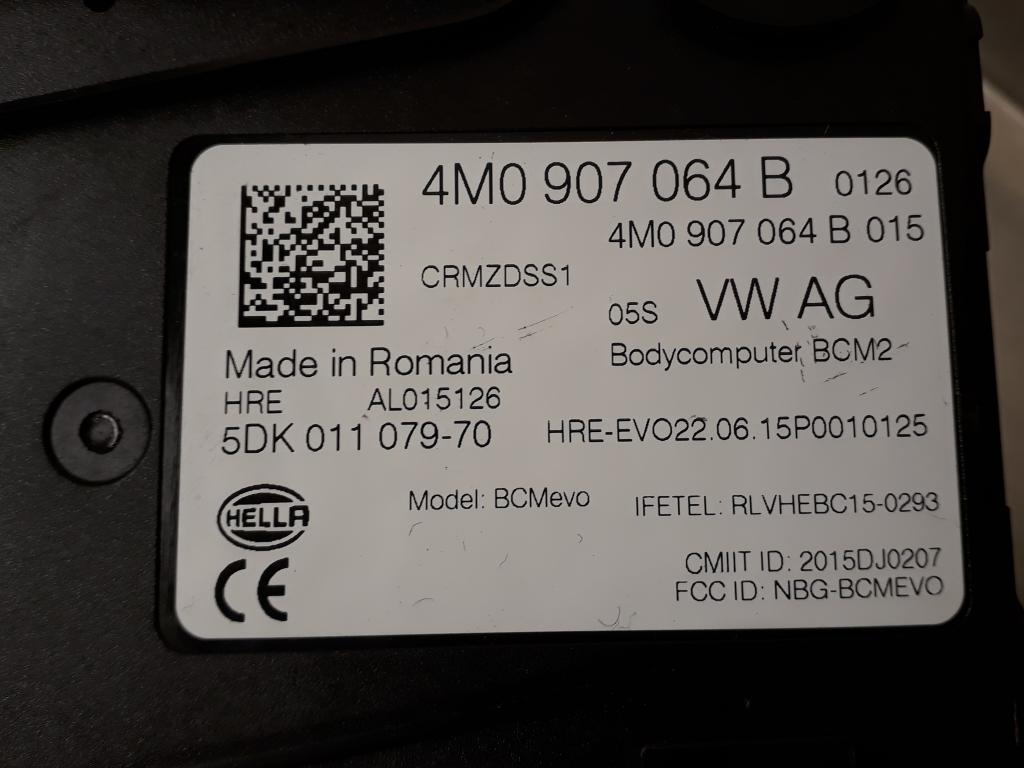 4M0 907 064 B 0126
4M0 907 064 B 015
CRMZDSS1
05S VW AG
Made in Romania
Bodycomputer BCM2
HRE AL015126
5DK 011 079-70
HRE-EVO22.06.15P0010125
Model: BCMevo
IFETEL: RLVHEBC15-0293
HELLA
CMIIT ID: 2015DJ0207
CE
FCC ID: NBG-BCMEVO